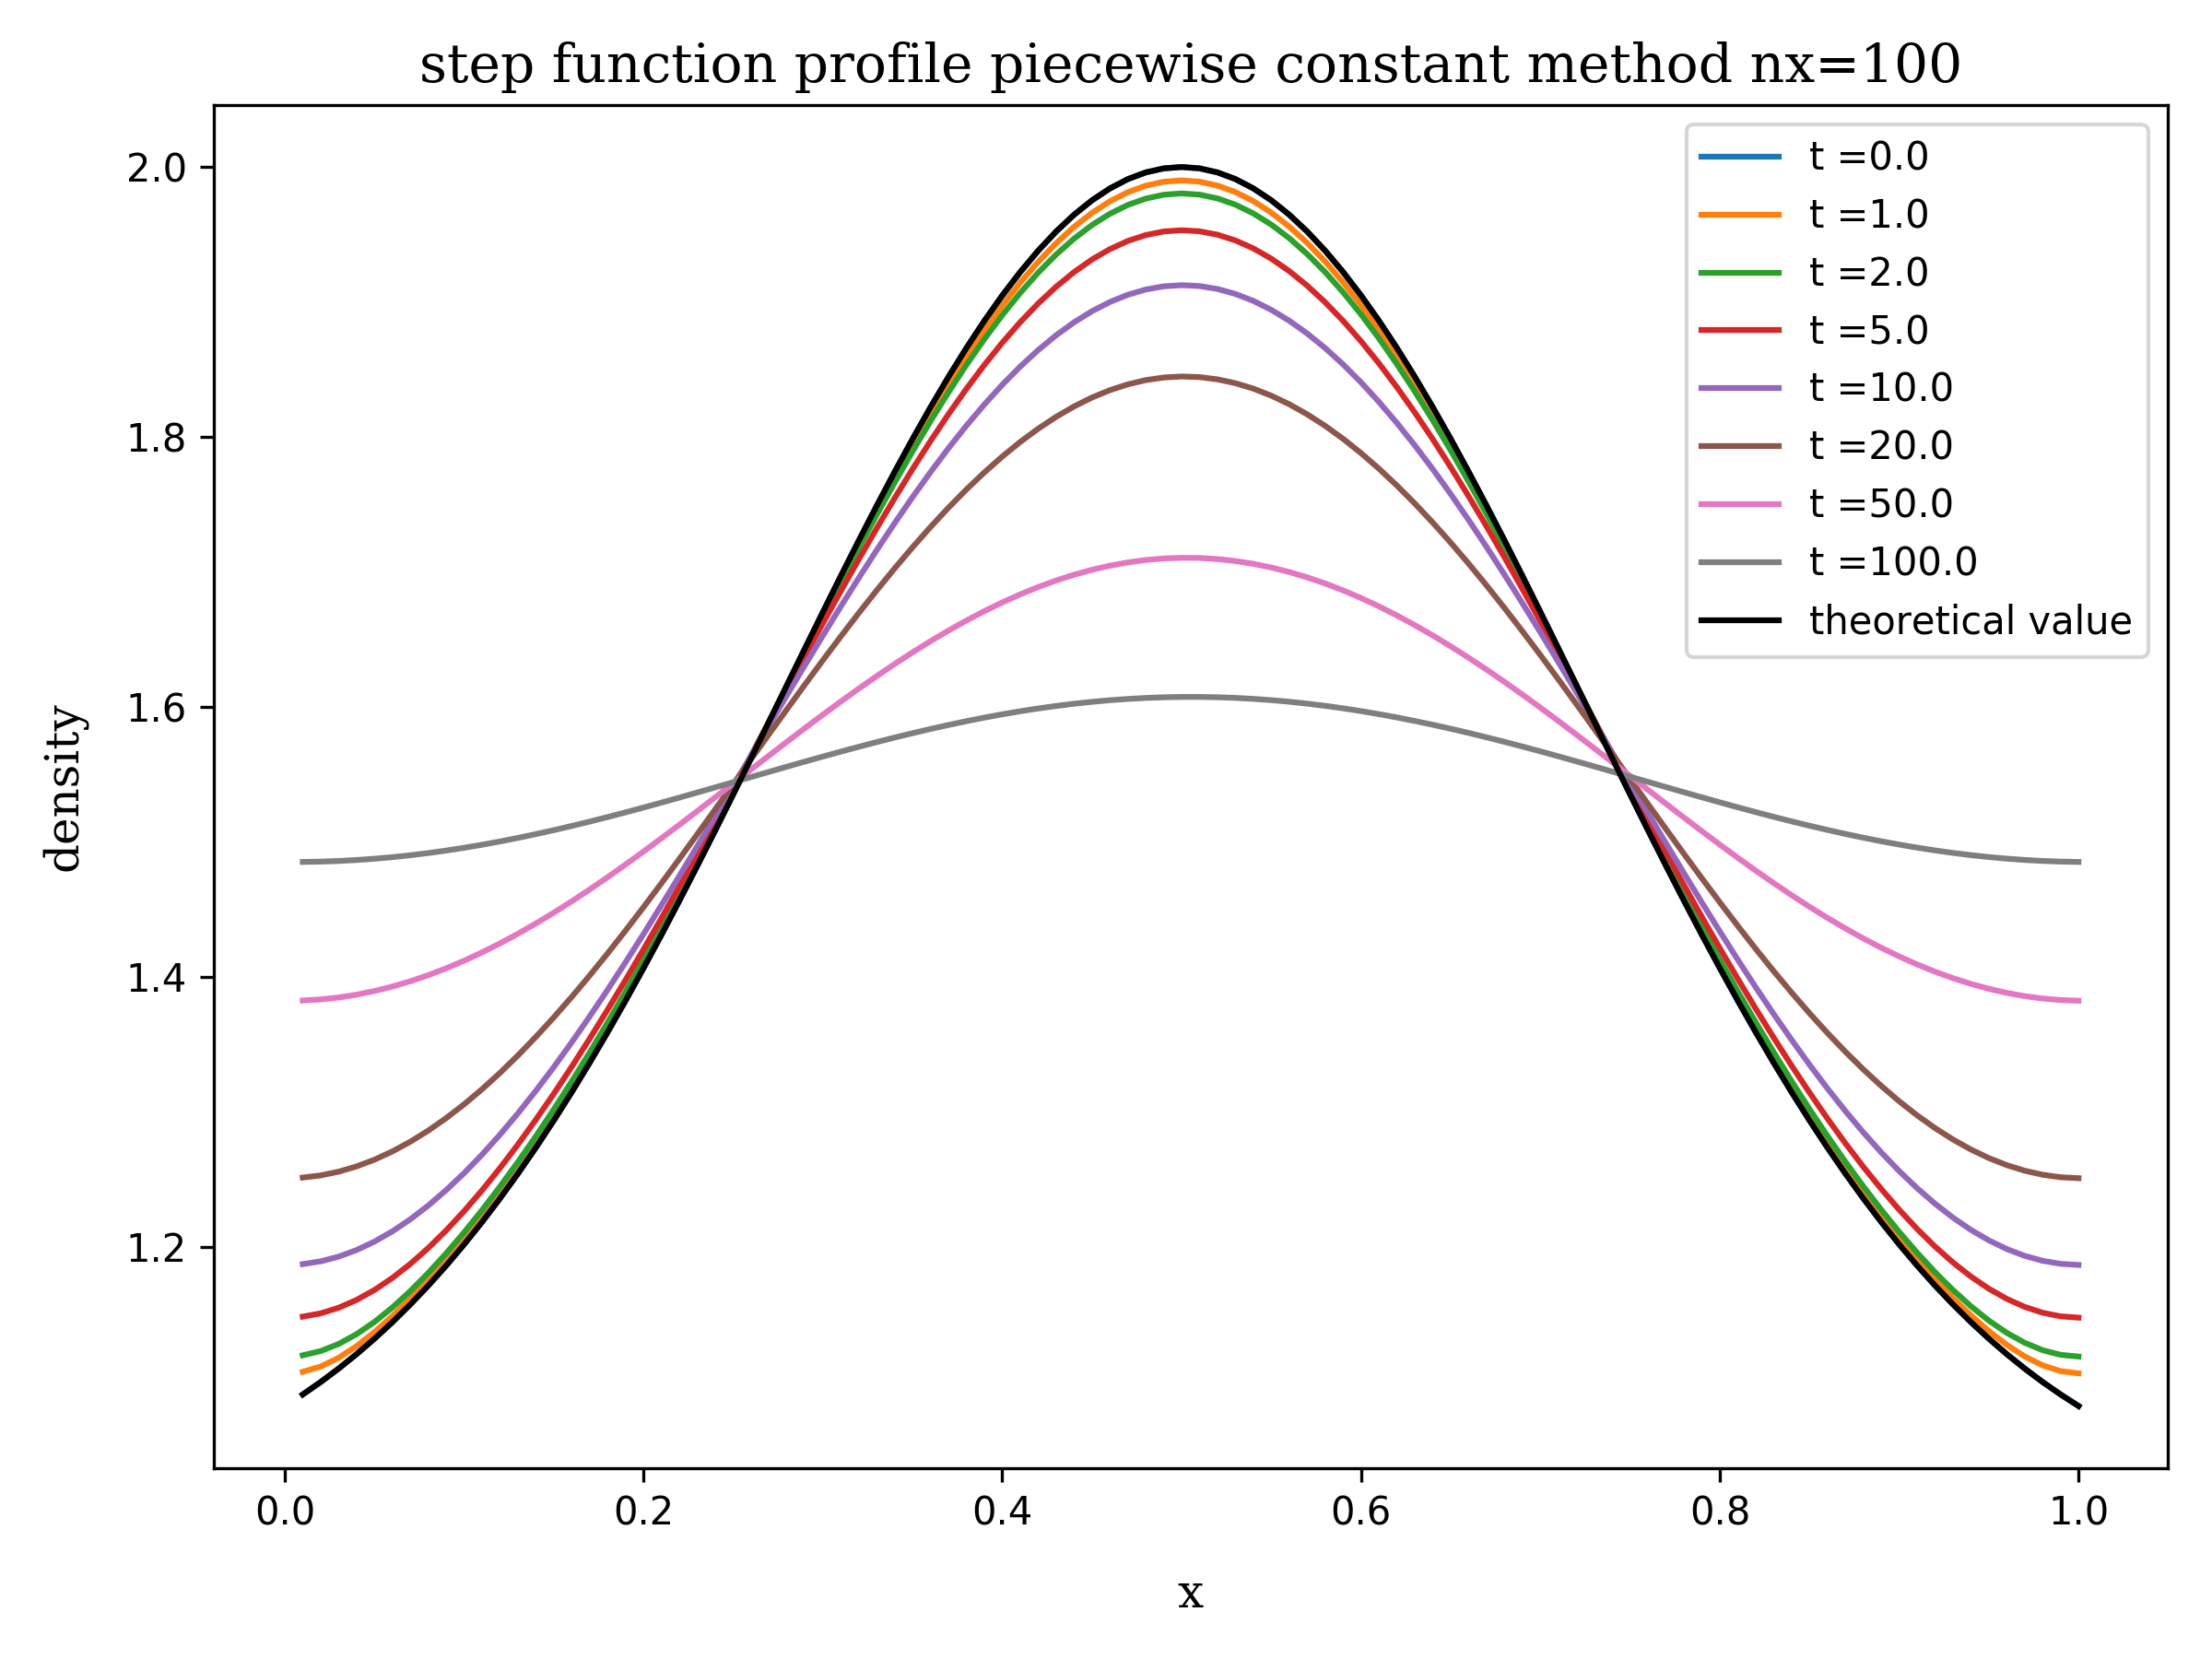 step function profile piecewise constant method nx=100
t =0.0
t =1.0
t =2.0
t =5.0
t =10.0
t =20.0
t =50.0
t =100.0
theoretical value
density
2.0
1.8
1.6
1.4
1.2
0.0 0.2 0.4 0.6 0.8 1.0
x